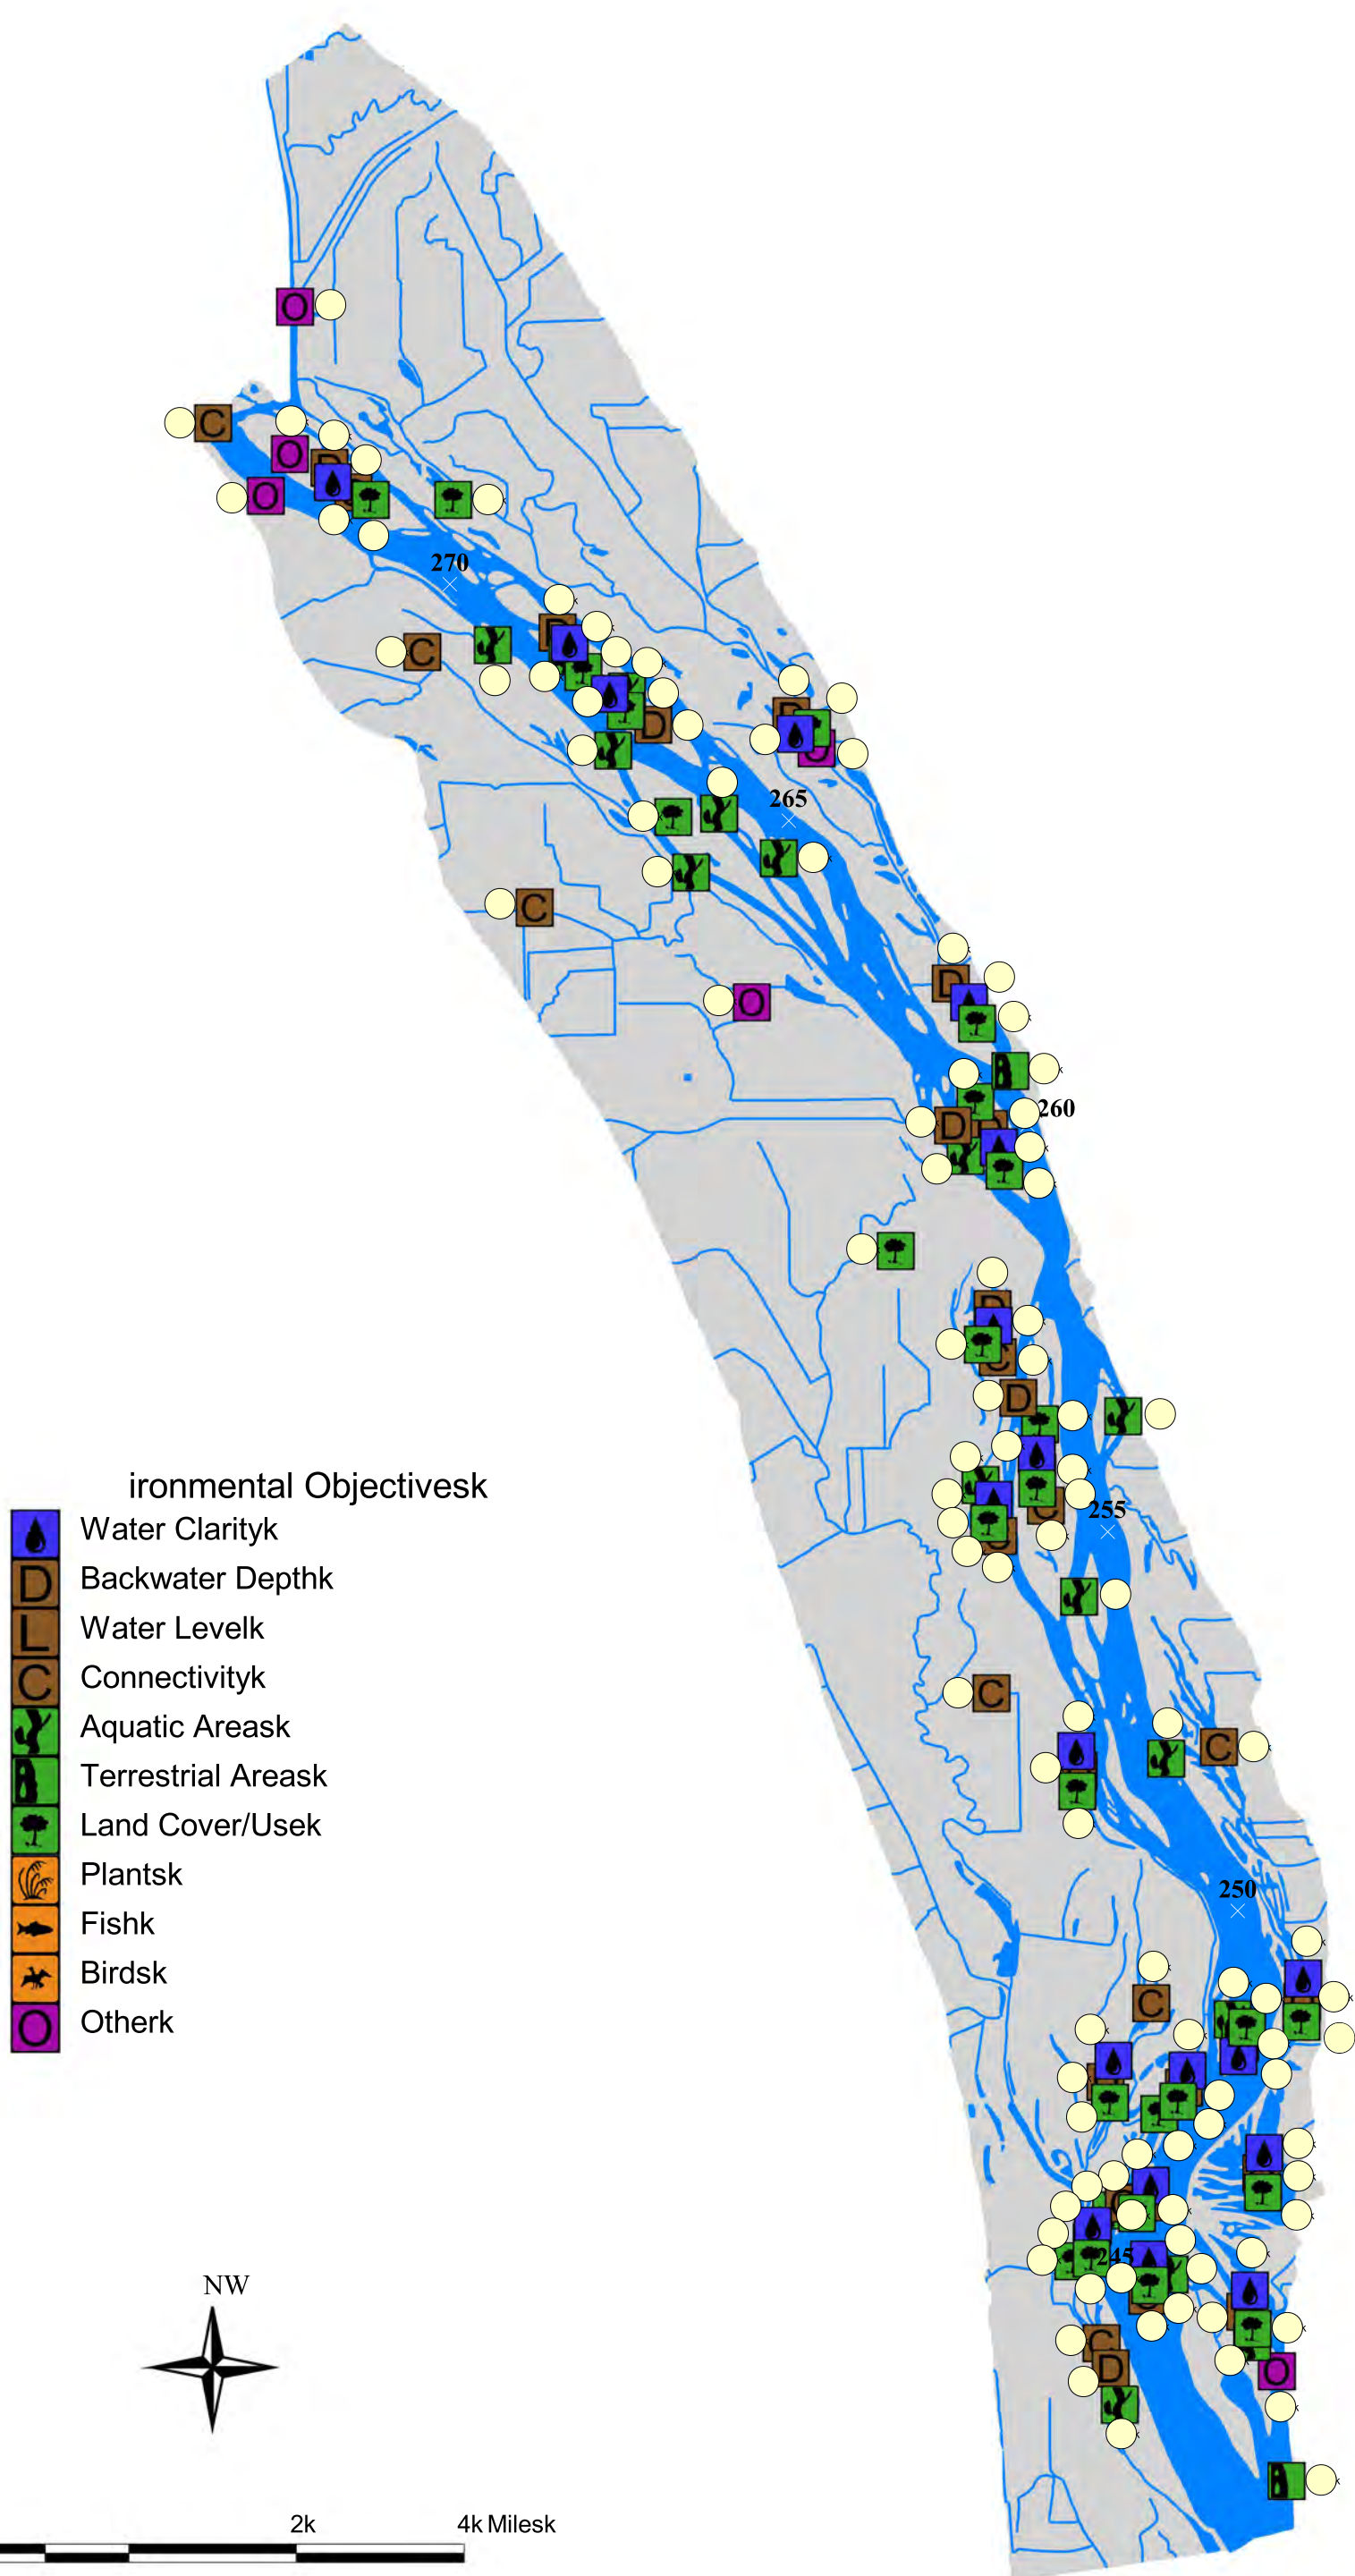 270
265
260
255
ironmental Objectivesk
Water Clarityk
D Backwater Depthk
L Water Levelk
C Connectivityk
Aquatic Areask
Terrestrial Areask
Land Cover/Usek
Plantsk
Fishk
Birdsk
O Otherk
250
245
NW
2k 4k Milesk